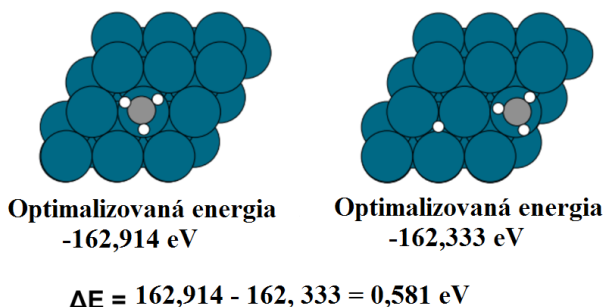 Optimalizovaná energia
-162,914 eV
Optimalizovaná energia
-162,333 eV
ΔE = 162,914 - 162, 333 = 0,581 eV